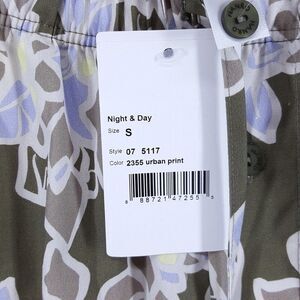 Night & Day
Size S
Style 07 5117
Color 2355 urban print
8 88721 47255 5